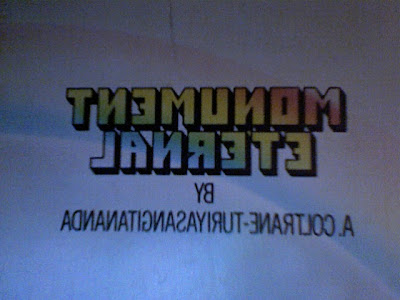 MONUMENT
ETERNAL
BY
A. COLTRANE-TURIYASANGITANANDA